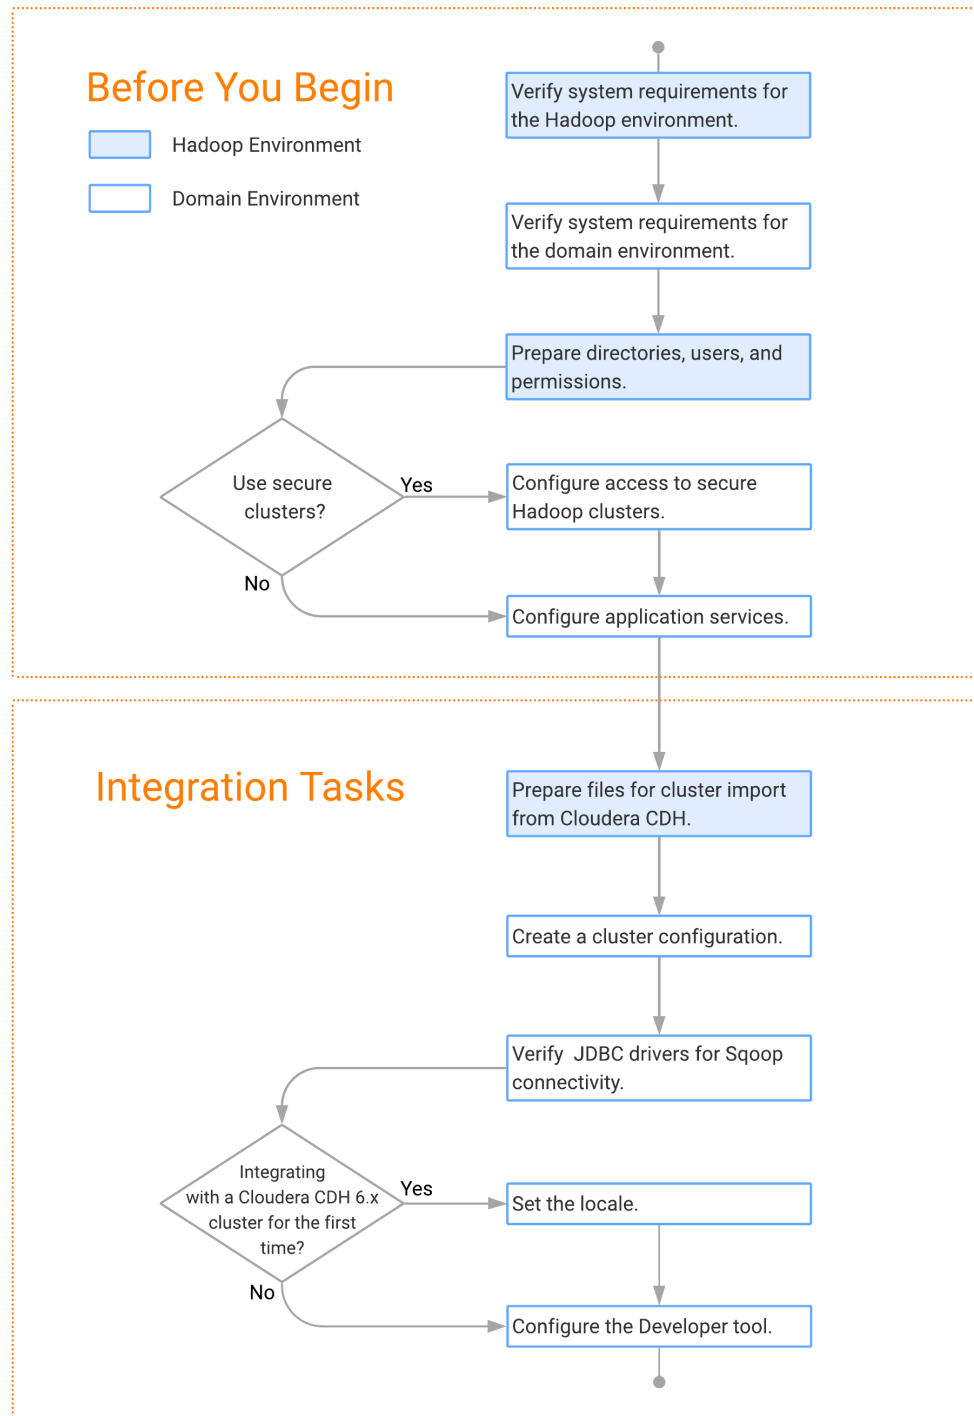 Before You Begin
Hadoop Environment
Domain Environment
Verify system requirements for
the Hadoop environment.
Verify system requirements for
the domain environment.
Prepare directories, users, and
permissions.
Use secure
clusters?
Yes
No
Configure access to secure
Hadoop clusters.
Configure application services.
Integration Tasks
Prepare files for cluster import
from Cloudera CDH.
Create a cluster configuration.
Verify JDBC drivers for Sqoop
connectivity.
Integrating
with a Cloudera CDH 6.x
cluster for the first
time?
Yes
No
Set the locale.
Configure the Developer tool.